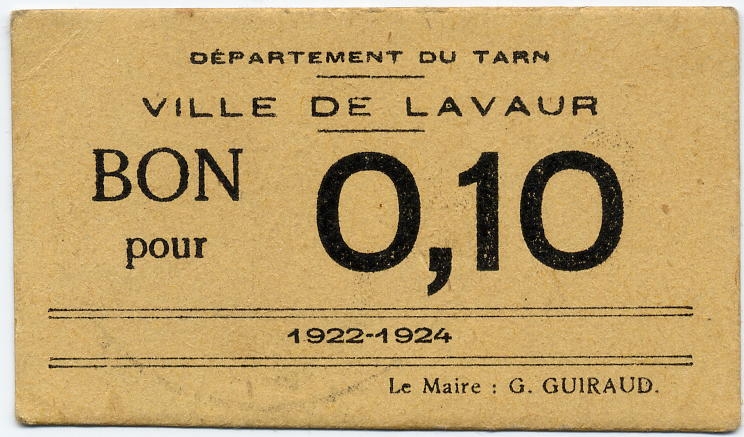 DÉPARTEMENT DU TARN
VILLE DE LAVAUR
BON
pour
0,10
1922-1924
Le Maire : G. GUIRAUD.